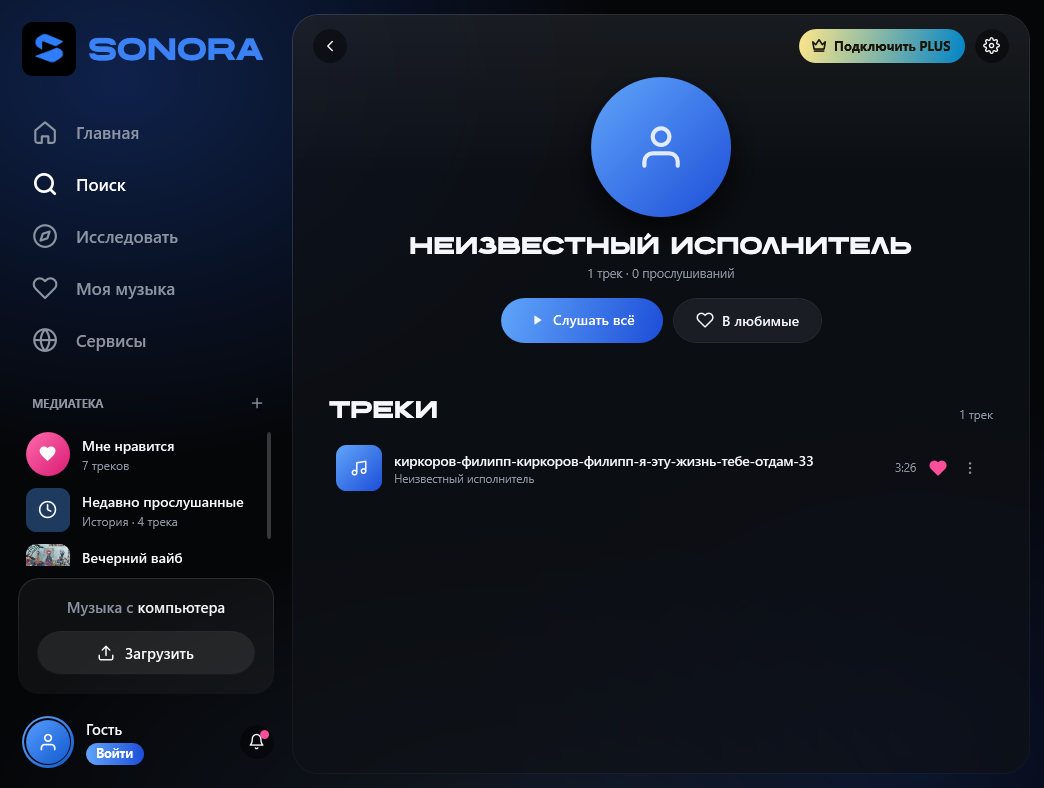 SONORA
Главная
Поиск
Исследовать
Моя музыка
Сервисы
МЕДИАТЕКА
Мне нравится
7 треков
Недавно прослушанные
История · 4 трека
Вечерний вайб
Музыка с компьютера
Загрузить
Гость
Войти
Подключить PLUS
НЕИЗВЕСТНЫЙ ИСПОЛНИТЕЛЬ
1 трек · 0 прослушиваний
Слушать всё
В любимые
ТРЕКИ
1 трек
киркоров-филипп-киркоров-филипп-я-эту-жизнь-тебе-отдам-33
Неизвестный исполнитель
3:26